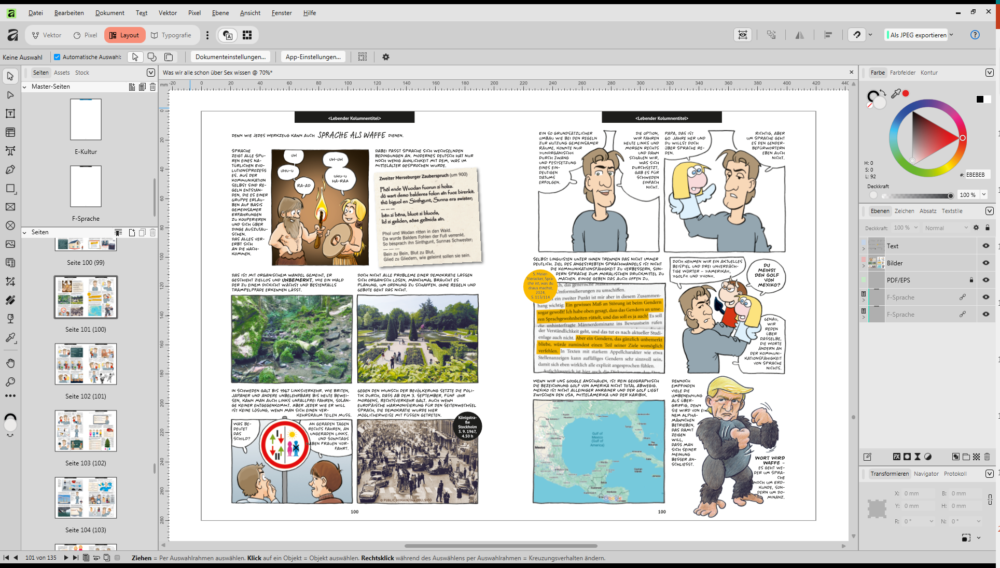 Datei Bearbeiten Dokument Text Vektor Pixel Ebene Ansicht Fenster Hilfe
Vektor Pixel Layout Typografie
Als JPEG exportieren
Keine Auswahl Automatische Auswahl: Dokumenteinstellungen... App-Einstellungen...
Seiten Assets Stock
Master-Seiten
E-Kultur
F-Sprache
Seiten
Seite 100 (99)
Seite 101 (100)
Seite 102 (101)
Seite 103 (102)
Seite 104 (103)
Was wir alle schon über Sex wissen @ 70%*
mm -20 0 20 40 60 80 100 120 140 160 180 200 220 240 260 280 300 320 340 360 380 400 420 440
0 20 40 60 80 100 120 140 160 180 200 220 240 260 280
<Lebender Kolumnentitel>
DENN WIE JEDES WERKZEUG KANN AUCH SPRACHE ALS WAFFE DIENEN.
SPRACHE
ZEIGT ALLE SPU-
REN EINES NA-
TÜRLICHEN EVO-
LUTIONSPROZESS
ES. AUS DER
KOMMUNIKATION
SELBST SIND RE-
GELN ENTSTAN-
DEN, DIE ES EINER
GRUPPE ERLAU-
BEN AUF BASIS
GEMEINSAMER
ERFAHRUNGEN
ZU KOOPERIEREN
UND SICH ÜBER
DINGE AUSZUTAU-
SCHEN.
DAS ALLES VER-
ERBT SICH
AN DIE NACH-
KOMMEN.
UH
UH-UH
UHU-U
UHU-U
HA-RAA
RA-AD
DABEI PASST SPRACHE SICH WECHSELNDEN
BEDINGUNGEN AN. MODERNES DEUTSCH HAT NUR
NOCH WENIG ÄHNLICHKEIT MIT DEM, WAS IM
MITTELALTER GESPROCHEN WURDE.
Zweiter Merseburger Zauberspruch (um 900)
Phôl ende Wuodan fuorun zi holza.
dû wart demo balderes folon sîn fuoz birenkit.
thû biguol en Sinthgunt, Sunna era swister;
— — —
bên zi bêna, bluot zi bluoda,
lid zi geliden, sôse gelîmida sîn.
Phol und Wodan ritten in den Wald.
Da wurde Balders Fohlen der Fuß verrenkt.
So besprach ihn Sinthgunt, Sunnas Schwester;
— — —
Bein zu Bein, Blut zu Blut,
Glied zu Gliedern, wie geleimt sollen sie sein.
DAS IST MIT ORGANISCHEM WANDEL GEMEINT, ER
GESCHIEHT ZIELLOS UND UNBEMERKT, WIE EIN WALD
DER ZU EINEM DICKICHT WÄCHST UND BESTENFALLS
TRAMPELPFADE ERKENNEN LÄSST.
DOCH NICHT ALLE PROBLEME EINER DEMOKRATIE LASSEN
SICH ORGANISCH LÖSEN, MANCHMAL BRAUCHT ES
PLANUNG, UM ORDNUNG ZU SCHAFFEN. OHNE REGELN UND
GEBOTE GEHT DAS NICHT.
IN SCHWEDEN GALT BIS 1967 LINKSVERKEHR. WIE BRITEN,
JAPANER UND ANDERE UNBELEHRBARE BIS HEUTE BEWEI-
SEN, KANN MAN AUCH LINKS UNFALLFREI FAHREN, SOLAN-
GE KEINER ENTGEGENKOMMT. ABER JEDER WIE ER WILL
IST KEINE LÖSUNG, WENN MAN SICH EINEN VER-
KEHRSRAUM TEILEN MUSS.
GEGEN DEN WUNSCH DER BEVÖLKERUNG SETZTE DIE POLI-
TIK DURCH, DASS AB DEM 3. SEPTEMBER, FÜNF UHR
MORGENS, RECHTSVERKEHR GALT. AUCH WENN
EUROPÄISCHE HARMONISIERUNG FÜR DEN SEITENWECHSEL
SPRACH, DIE DEMOKRATIE WURDE HIER
MÖGLICHERWEISE MIT FÜSSEN GETRETEN.
WAS BE-
DEUTET
DAS
SCHILD?
AN GERADEN TAGEN
RECHTS FAHREN, AN
UNGERADEN LINKS.
UND SONNTAGS
HABEN FRAUEN VOR-
FAHRT.
Königstra-
ße
Stockholm
3. 9. 1967,
4.50 h
© PUBLIC DOMAIN/JAN COLLSIÖÖ
100
<Lebender Kolumnentitel>
EIN SO GRUNDSÄTZLICHER
UMBAU WIE BEI DEN REGELN
ZUR NUTZUNG GEMEINSAMER
RÄUME, KONNTE NUR
»UNORGANISCH«
DURCH ZWANG
UND FESTSETZUNG
EINES EIN-
DEUTIGEN
DATUMS
ERFOLGEN.
DIE OPTION,
WIR FAHREN
HEUTE LINKS UND
MORGEN RECHTS
UND DANN
SCHAUEN WIR,
WAS SICH
DURCHSETZT,
GAB ES FÜR
SCHWEDEN
EINFACH
NICHT.
PAPA, DAS IST
60 JAHRE HER UND
DU WILLST DOCH
ÜBER SPRACHE RE-
DEN.
RICHTIG, ABER
UM SPRACHE GEHT
ES DEN GENDER-
BEFÜRWORTERN
EBEN AUCH
NICHT.
SELBST LINGUISTEN UNTER IHNEN TRENNEN DAS NICHT IMMER
DEUTLICH. ZIEL DES ANGESTREBTEN SPRACHWANDELS IST NICHT
DIE KOMMUNIKATIONSFÄHIGKEIT ZU VERBESSERN, SON-
DERN SPRACHE ZUM MORALISCHEN DRUCKMITTEL ZU
MACHEN. EINIGE GEBEN DAS AUCH OFFEN ZU.
S. Meier-
Vieracker, Spra-
che ist, was du
draus machst,
2024,
S. 113/114
ch, das generische Maskulinum
Umformulierungen zu umschiffen.
ein zweiter Punkt ist mir aber in diesem Zusammen-
hang wichtig: Ein gewisses Maß an Störung ist beim Gendern
sogar gewollt! Ich habe oben gesagt, dass das Gendern an unse-
ren Sprachgewohnheiten rüttelt, und das soll es ja auch! Es soll
die unhinterfragte Männerdominanz ins Bewusstsein rufen
der Verständlichkeit geht, und das tut es nach aktueller Studi-
enlage auch nicht. Aber ein Gendern, das gänzlich unbemerkt
bliebe, würde zumindest einen Teil seiner Ziele womöglich
verfehlen. In Texten mit starkem Appellcharakter wie etwa
Stellenanzeigen kann auffälliges Gendern sehr sinnvoll sein,
damit sich eben wirklich alle explizit angesprochen fühlen.
Aufschlussreich ist hier auch die Diskussion um den
DOCH NEHMEN WIR EIN AKTUELLES
BEISPIEL UND DREI UNVERDÄCH-
TIGE WÖRTER – »AMERIKA«,
»GOLF« UND »VON«.
DU
MEINST
DEN GOLF
VON
MEXIKO?
GENAU,
WIR
REDEN
ÜBER
DASSELBE,
DIE WORTE
ÄNDERN AN
DER KOMMUNI-
KATIONSFÄHIGKEIT
VON SPRACHE
NICHTS.
WENN WIR UNS GOOGLE ANSCHAUEN, IST REIN GEOGRAPHISCH
DIE BEZEICHNUNG GOLF VON AMERIKA NICHT TOTAL ABWEGIG.
MEXIKO IST NICHT ALLEINIGER ANRAINER UND DER GOLF LIEGT
ZWISCHEN DEN USA, MITTELAMERIKA UND DER KARIBIK.
Gulf of
Mexico
(Gulf of
America)
Mexico
Google
DENNOCH
EMPFINDEN
VIELE DIE
UMBENENNUNG
ALS ÜBER-
GRIFFIG, DENN
SIE WIRD VON EI-
NEM ALPHA-
MÄNNCHEN
BETRIEBEN,
DAS DAMIT
ZEIGEN
WILL,
DASS MAN
SICH SEINER
MEINUNG
BESSER AN-
SCHLIESST.
WORT WIRD
WAFFE –
ES GEHT WE-
DER UM SPRA-
CHE
NOCH UM ERD-
KUNDE, SON-
DERN UM DO-
MINANZ.
100
Farbe Farbfelder Kontur
H: 0
S: 0
L: 92
#: EBEBEB
Deckkraft
100 %
Ebenen Zeichen Absatz Textstile
Deckkraft: 100 % Normal
Text
Bilder
PDF/EPS
F-Sprache
F-Sprache
Transformieren Navigator Protokoll
X: 0 mm B: 0 mm
Y: 0 mm H: 0 mm
R: 0 ° N: 0 °
101 von 135
Ziehen = Per Auswahlrahmen auswählen. Klick auf ein Objekt = Objekt auswählen. Rechtsklick während des Auswählens per Auswahlrahmen = Kreuzungsverhalten ändern.